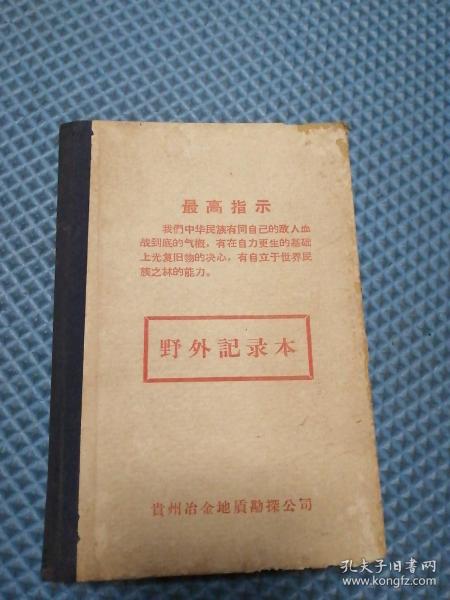 最高指示
我們中华民族有同自己的敌人血
战到底的气概，有在自力更生的基础
上光复旧物的决心，有自立于世界民
族之林的能力。
野外記录本
貴州冶金地質勘探公司
孔夫子旧书网
www.kongfz.com